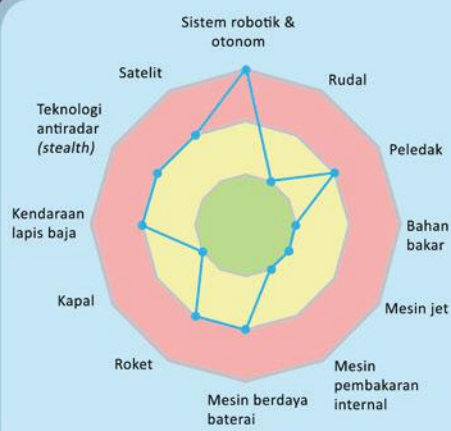 Sistem robotik &
otonom
Rudal
Peledak
Bahan
bakar
Mesin jet
Mesin
pembakaran
internal
Mesin berdaya
baterai
Roket
Kapal
Kendaraan
lapis baja
Teknologi
antiradar
(stealth)
Satelit